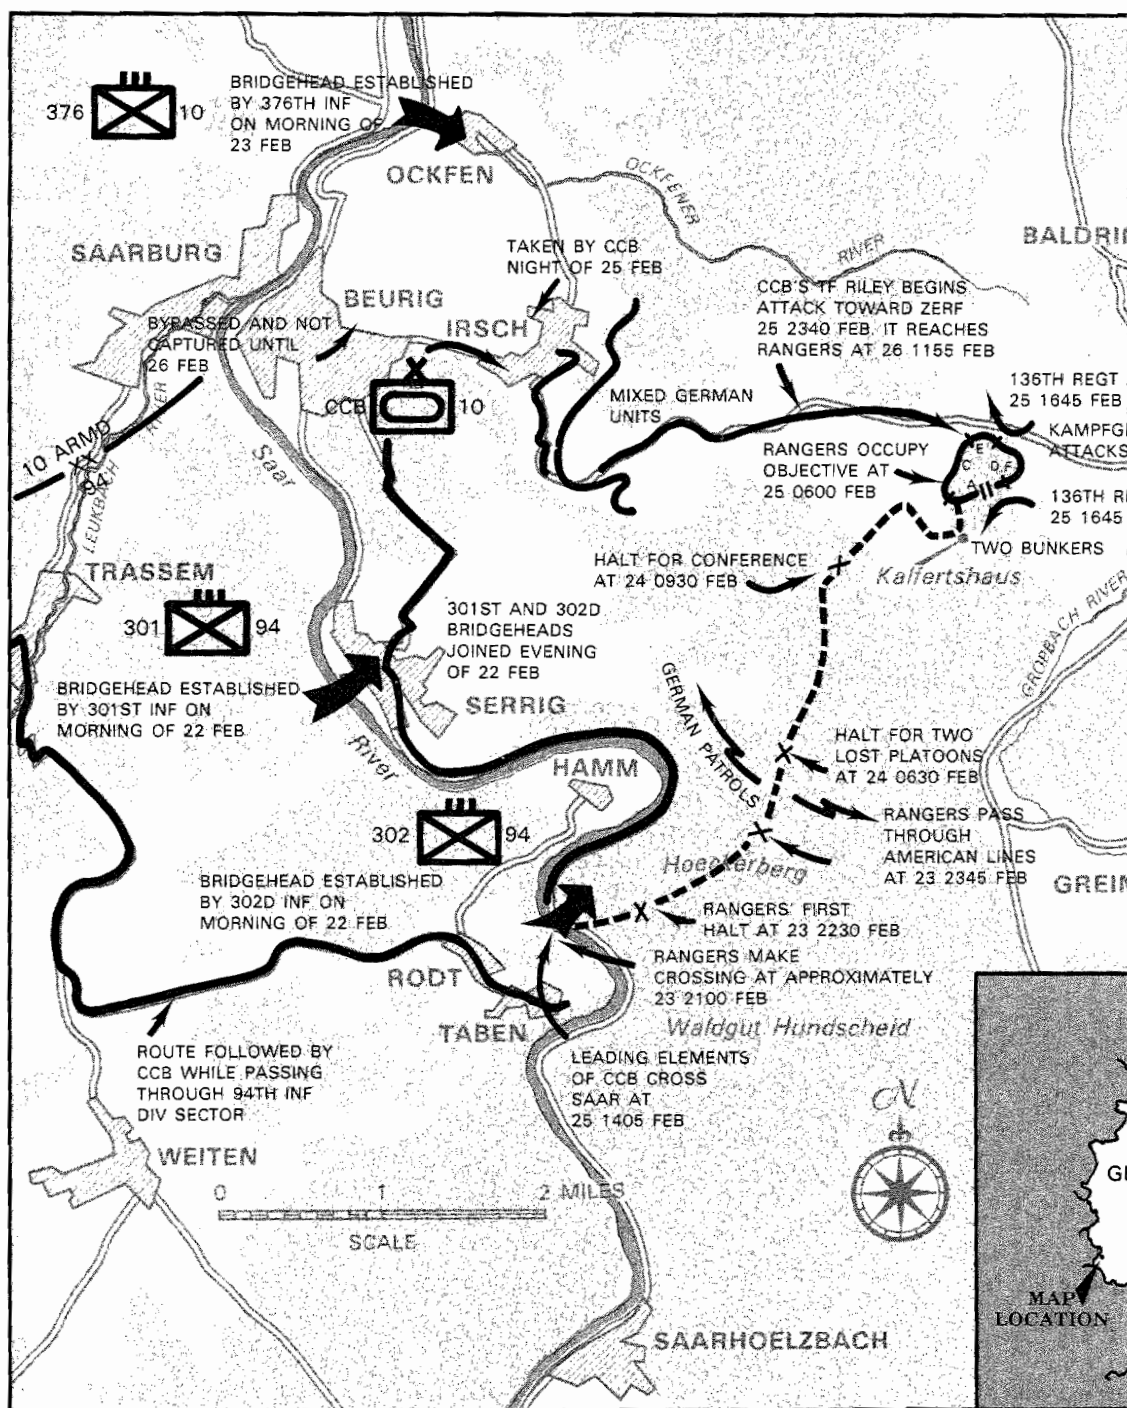 376
10
BRIDGEHEAD ESTABLISHED
BY 376TH INF
ON MORNING OF
23 FEB
OCKFEN
OCKFENER
RIVER
SAARBURG
BALDRIN
TAKEN BY CCB
NIGHT OF 25 FEB
CCB'S TF RILEY BEGINS
ATTACK TOWARD ZERF
25 2340 FEB. IT REACHES
RANGERS AT 26 1155 FEB
BEURIG
IRSCH
BYPASSED AND NOT
CAPTURED UNTIL
26 FEB
RIVER
CCB
10
MIXED GERMAN
UNITS
136TH REGT
25 1645 FEB
KAMPFG
ATTACKS
10 ARMD
XX
94
LEUKBACH
Saar
RANGERS OCCUPY
OBJECTIVE AT
25 0600 FEB
E
C
D
F
A
136TH R
25 1645
TWO BUNKERS
Kalfertshaus
HALT FOR CONFERENCE
AT 24 0930 FEB
TRASSEM
301
94
301ST AND 302D
BRIDGEHEADS
JOINED EVENING
OF 22 FEB
GROPBACH RIVER
BRIDGEHEAD ESTABLISHED
BY 301ST INF ON
MORNING OF 22 FEB
SERRIG
GERMAN PATROLS
River
HAMM
HALT FOR TWO
LOST PLATOONS
AT 24 0630 FEB
302
94
RANGERS PASS
THROUGH
AMERICAN LINES
AT 23 2345 FEB
Hoeckerberg
GREIM
BRIDGEHEAD ESTABLISHED
BY 302D INF ON
MORNING OF 22 FEB
RANGERS' FIRST
HALT AT 23 2230 FEB
RODT
RANGERS MAKE
CROSSING AT APPROXIMATELY
23 2100 FEB
TABEN
Waldgut Hundscheid
ROUTE FOLLOWED BY
CCB WHILE PASSING
THROUGH 94TH INF
DIV SECTOR
LEADING ELEMENTS
OF CCB CROSS
SAAR AT
25 1405 FEB
N
WEITEN
0 1 2 MILES
SCALE
GE
MAP
LOCATION
SAARHOELZBACH